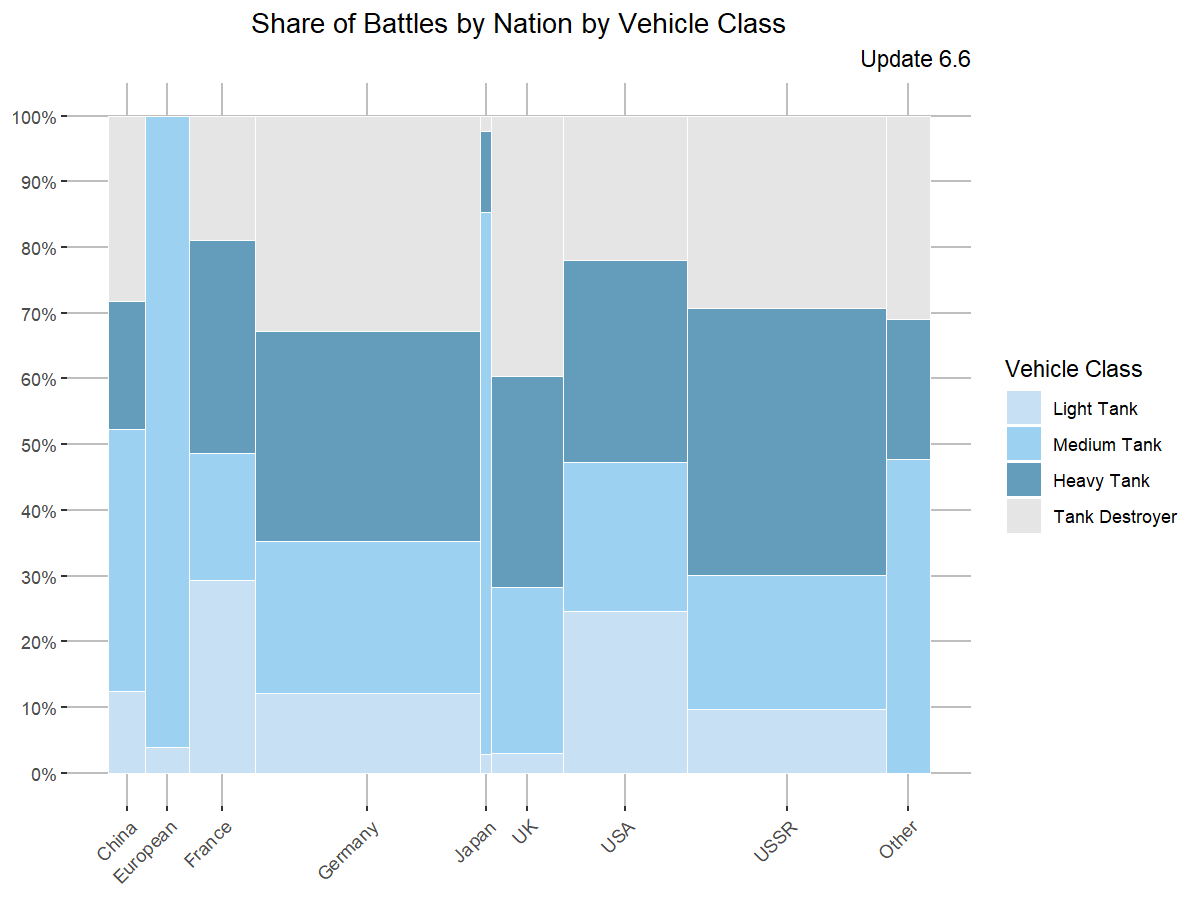 Share of Battles by Nation by Vehicle Class
Update 6.6
100%
90%
80%
70%
60%
50%
40%
30%
20%
10%
0%
China
European
France
Germany
Japan
UK
USA
USSR
Other
Vehicle Class
Light Tank
Medium Tank
Heavy Tank
Tank Destroyer